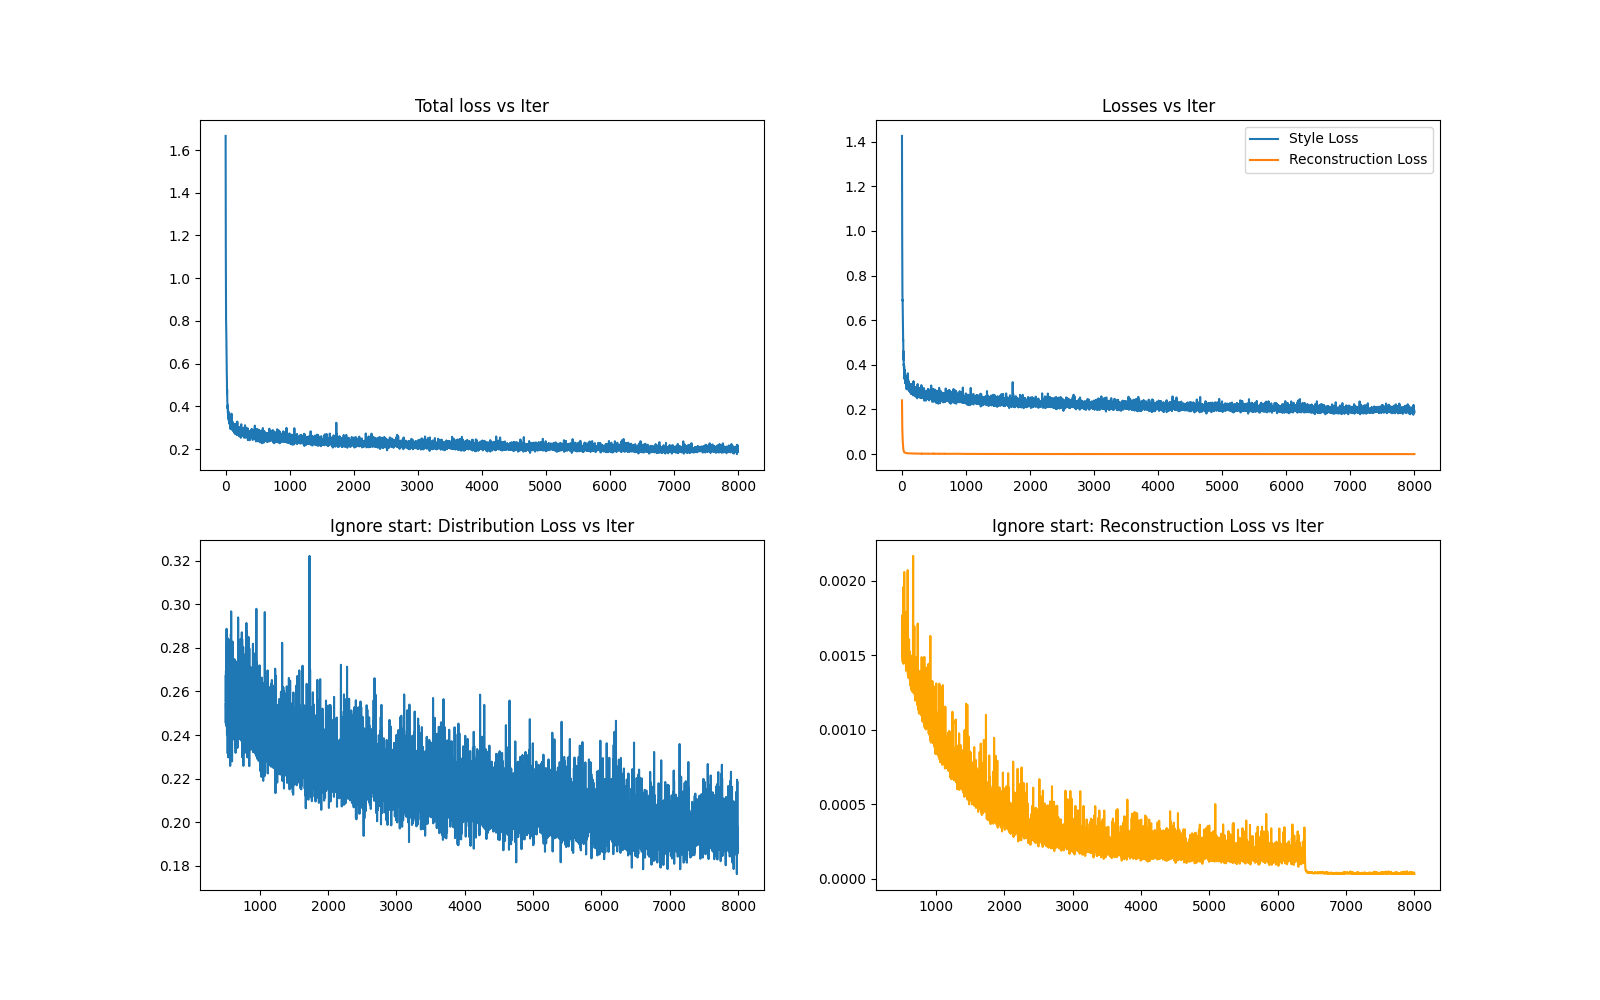 Total loss vs Iter
1.6
1.4
1.2
1.0
0.8
0.6
0.4
0.2
0 1000 2000 3000 4000 5000 6000 7000 8000
Losses vs Iter
Style Loss
Reconstruction Loss
1.4
1.2
1.0
0.8
0.6
0.4
0.2
0.0
0 1000 2000 3000 4000 5000 6000 7000 8000
Ignore start: Distribution Loss vs Iter
0.32
0.30
0.28
0.26
0.24
0.22
0.20
0.18
1000 2000 3000 4000 5000 6000 7000 8000
Ignore start: Reconstruction Loss vs Iter
0.0020
0.0015
0.0010
0.0005
0.0000
1000 2000 3000 4000 5000 6000 7000 8000